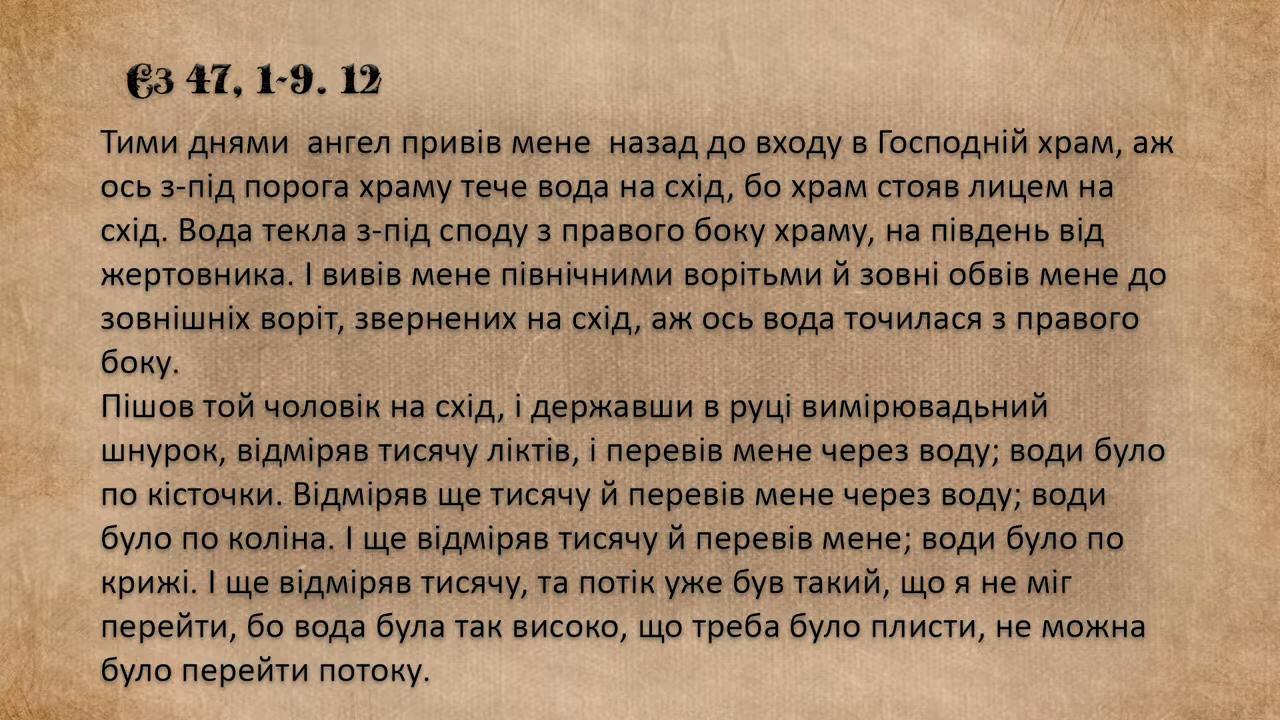 Єз 47, 1-9. 12
Тими днями  ангел привів мене  назад до входу в Господній храм, аж
ось з-під порога храму тече вода на схід, бо храм стояв лицем на
схід. Вода текла з-під споду з правого боку храму, на південь від
жертовника. І вивів мене північними ворітьми й зовні обвів мене до
зовнішніх воріт, звернених на схід, аж ось вода точилася з правого
боку.
Пішов той чоловік на схід, і державши в руці вимірювадьний
шнурок, відміряв тисячу ліктів, і перевів мене через воду; води було
по кісточки. Відміряв ще тисячу й перевів мене через воду; води
було по коліна. І ще відміряв тисячу й перевів мене; води було по
крижі. І ще відміряв тисячу, та потік уже був такий, що я не міг
перейти, бо вода була так високо, що треба було плисти, не можна
було перейти потоку.